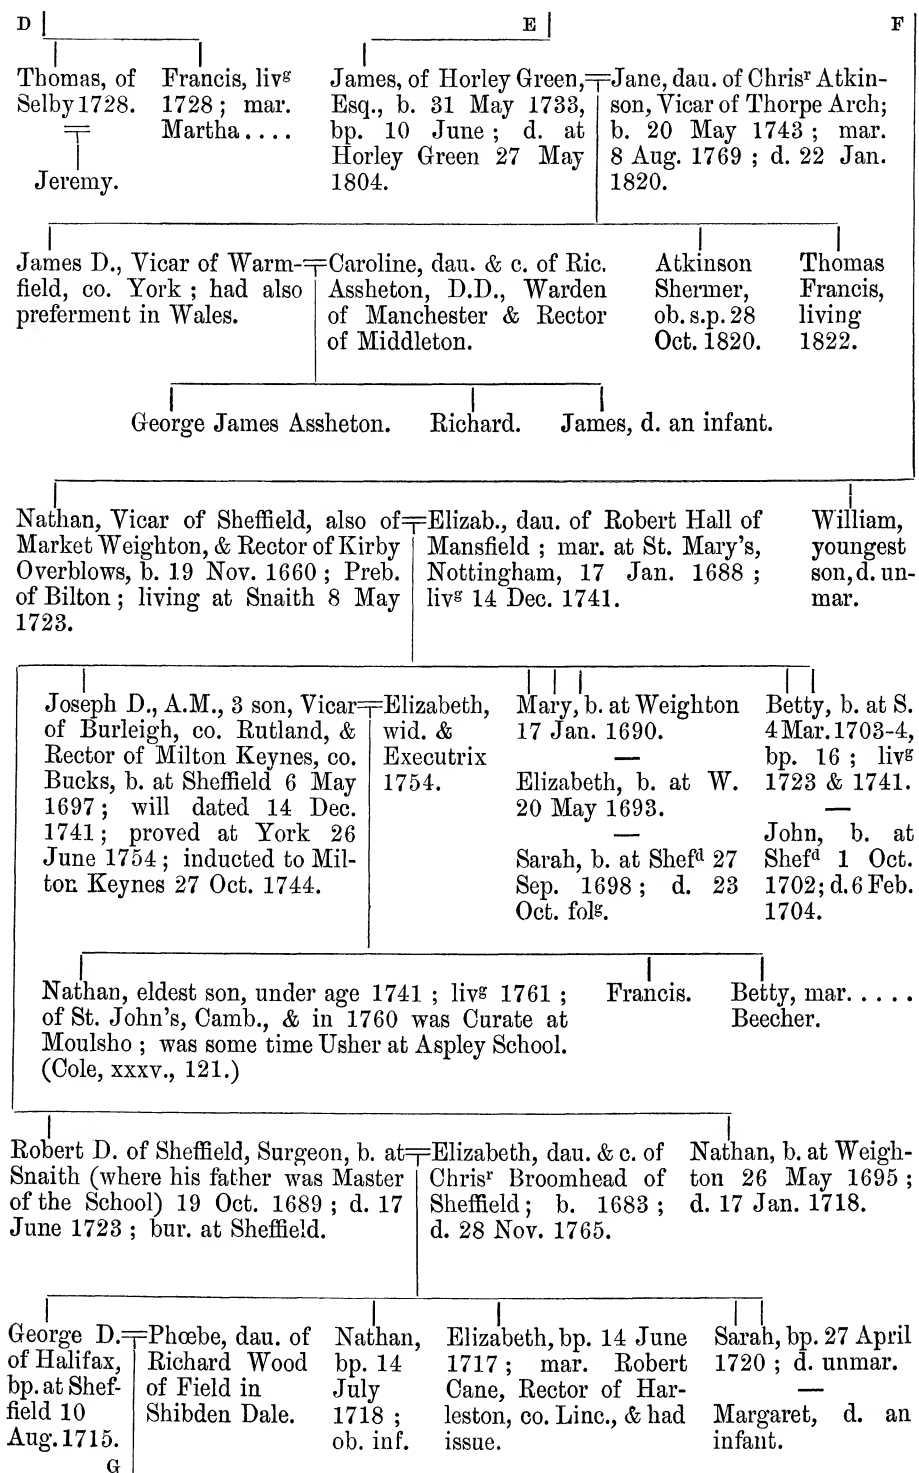 D E F
Thomas, of
Selby 1728.
Jeremy.
Francis, livᵍ
1728 ; mar.
Martha . . . .
James, of Horley Green,
Esq., b. 31 May 1733,
bp. 10 June ; d. at
Horley Green 27 May
1804.
Jane, dau. of Chrisʳ Atkin-
son, Vicar of Thorpe Arch;
b. 20 May 1743 ; mar.
8 Aug. 1769 ; d. 22 Jan.
1820.
James D., Vicar of Warm-
field, co. York ; had also
preferment in Wales.
Caroline, dau. & c. of Ric.
Assheton, D.D., Warden
of Manchester & Rector
of Middleton.
Atkinson
Shermer,
ob. s.p. 28
Oct. 1820.
Thomas
Francis,
living
1822.
George James Assheton.
Richard.
James, d. an infant.
Nathan, Vicar of Sheffield, also of
Market Weighton, & Rector of Kirby
Overblows, b. 19 Nov. 1660 ; Preb.
of Bilton ; living at Snaith 8 May
1723.
Elizab., dau. of Robert Hall of
Mansfield ; mar. at St. Mary's,
Nottingham, 17 Jan. 1688 ;
livᵍ 14 Dec. 1741.
William,
youngest
son, d. un-
mar.
Joseph D., A.M., 3 son, Vicar
of Burleigh, co. Rutland, &
Rector of Milton Keynes, co.
Bucks, b. at Sheffield 6 May
1697 ; will dated 14 Dec.
1741 ; proved at York 26
June 1754 ; inducted to Mil-
ton Keynes 27 Oct. 1744.
Elizabeth,
wid. &
Executrix
1754.
Mary, b. at Weighton
17 Jan. 1690.
—
Elizabeth, b. at W.
20 May 1693.
—
Sarah, b. at Shefᵈ 27
Sep. 1698 ; d. 23
Oct. folᵍ.
Betty, b. at S.
4 Mar. 1703-4,
bp. 16 ; livᵍ
1723 & 1741.
—
John, b. at
Shefᵈ 1 Oct.
1702; d. 6 Feb.
1704.
Nathan, eldest son, under age 1741 ; livᵍ 1761 ;
of St. John's, Camb., & in 1760 was Curate at
Moulsho ; was some time Usher at Aspley School.
(Cole, xxxv., 121.)
Francis.
Betty, mar. . . . .
Beecher.
Robert D. of Sheffield, Surgeon, b. at
Snaith (where his father was Master
of the School) 19 Oct. 1689 ; d. 17
June 1723 ; bur. at Sheffield.
Elizabeth, dau. & c. of
Chrisʳ Broomhead of
Sheffield ; b. 1683 ;
d. 28 Nov. 1765.
Nathan, b. at Weigh-
ton 26 May 1695 ;
d. 17 Jan. 1718.
George D.
of Halifax,
bp. at Shef-
field 10
Aug. 1715.
G
Phœbe, dau. of
Richard Wood
of Field in
Shibden Dale.
Nathan,
bp. 14
July
1718 ;
ob. inf.
Elizabeth, bp. 14 June
1717 ; mar. Robert
Cane, Rector of Har-
leston, co. Linc., & had
issue.
Sarah, bp. 27 April
1720 ; d. unmar.
—
Margaret, d. an
infant.